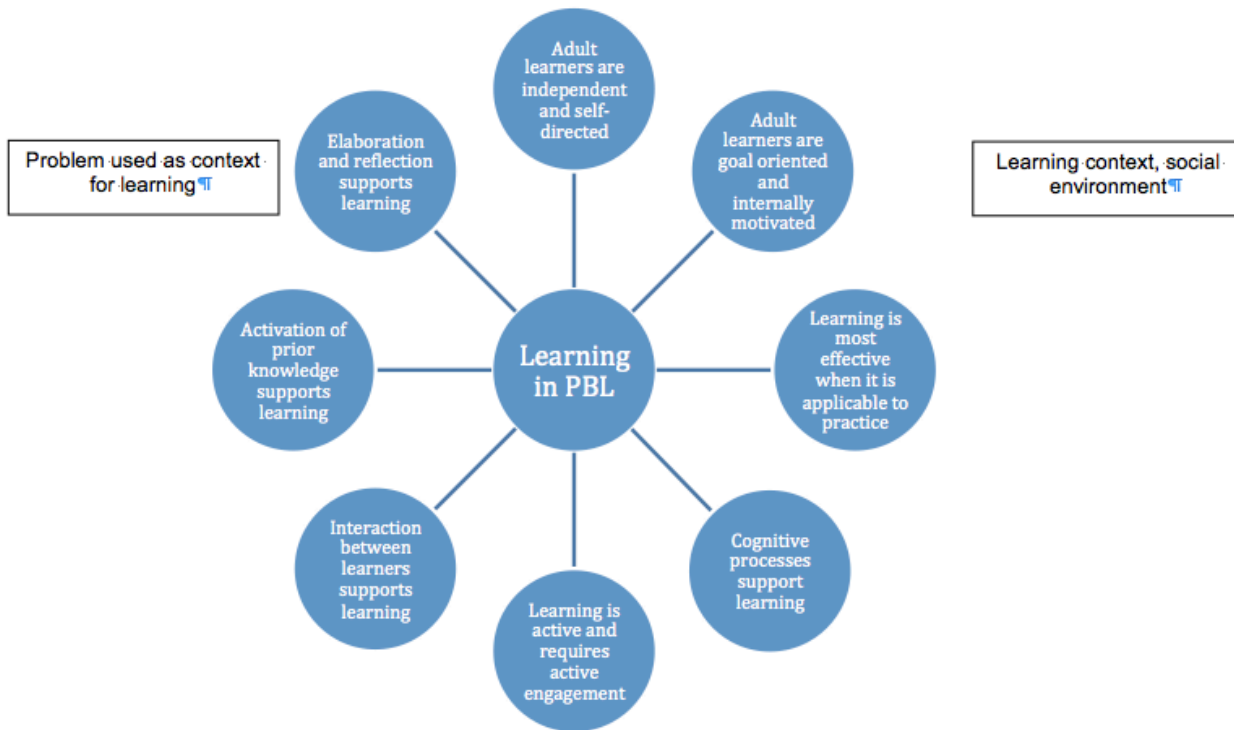 Adult
learners are
independent
and self-
directed
Elaboration
and reflection
supports
learning
Adult
learners are
goal oriented
and
internally
motivated
Problem·used·as·context·
for·learning¶
Learning·context,·social·
environment¶
Activation of
prior
knowledge
supports
learning
Learning
in PBL
Learning is
most
effective
when it is
applicable to
practice
Interaction
between
learners
supports
learning
Cognitive
processes
support
learning
Learning is
active and
requires
active
engagement